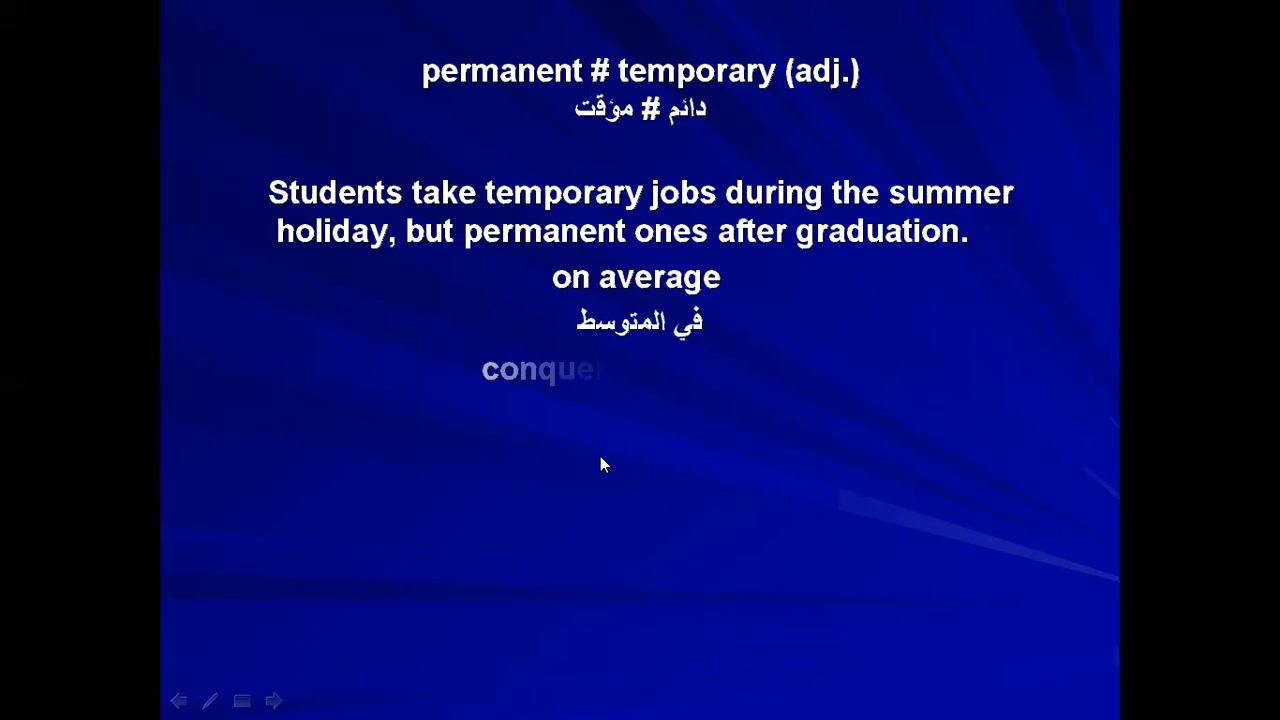 permanent # temporary (adj.)
دائم # مؤقت
Students take temporary jobs during the summer
holiday, but permanent ones after graduation.
on average
في المتوسط